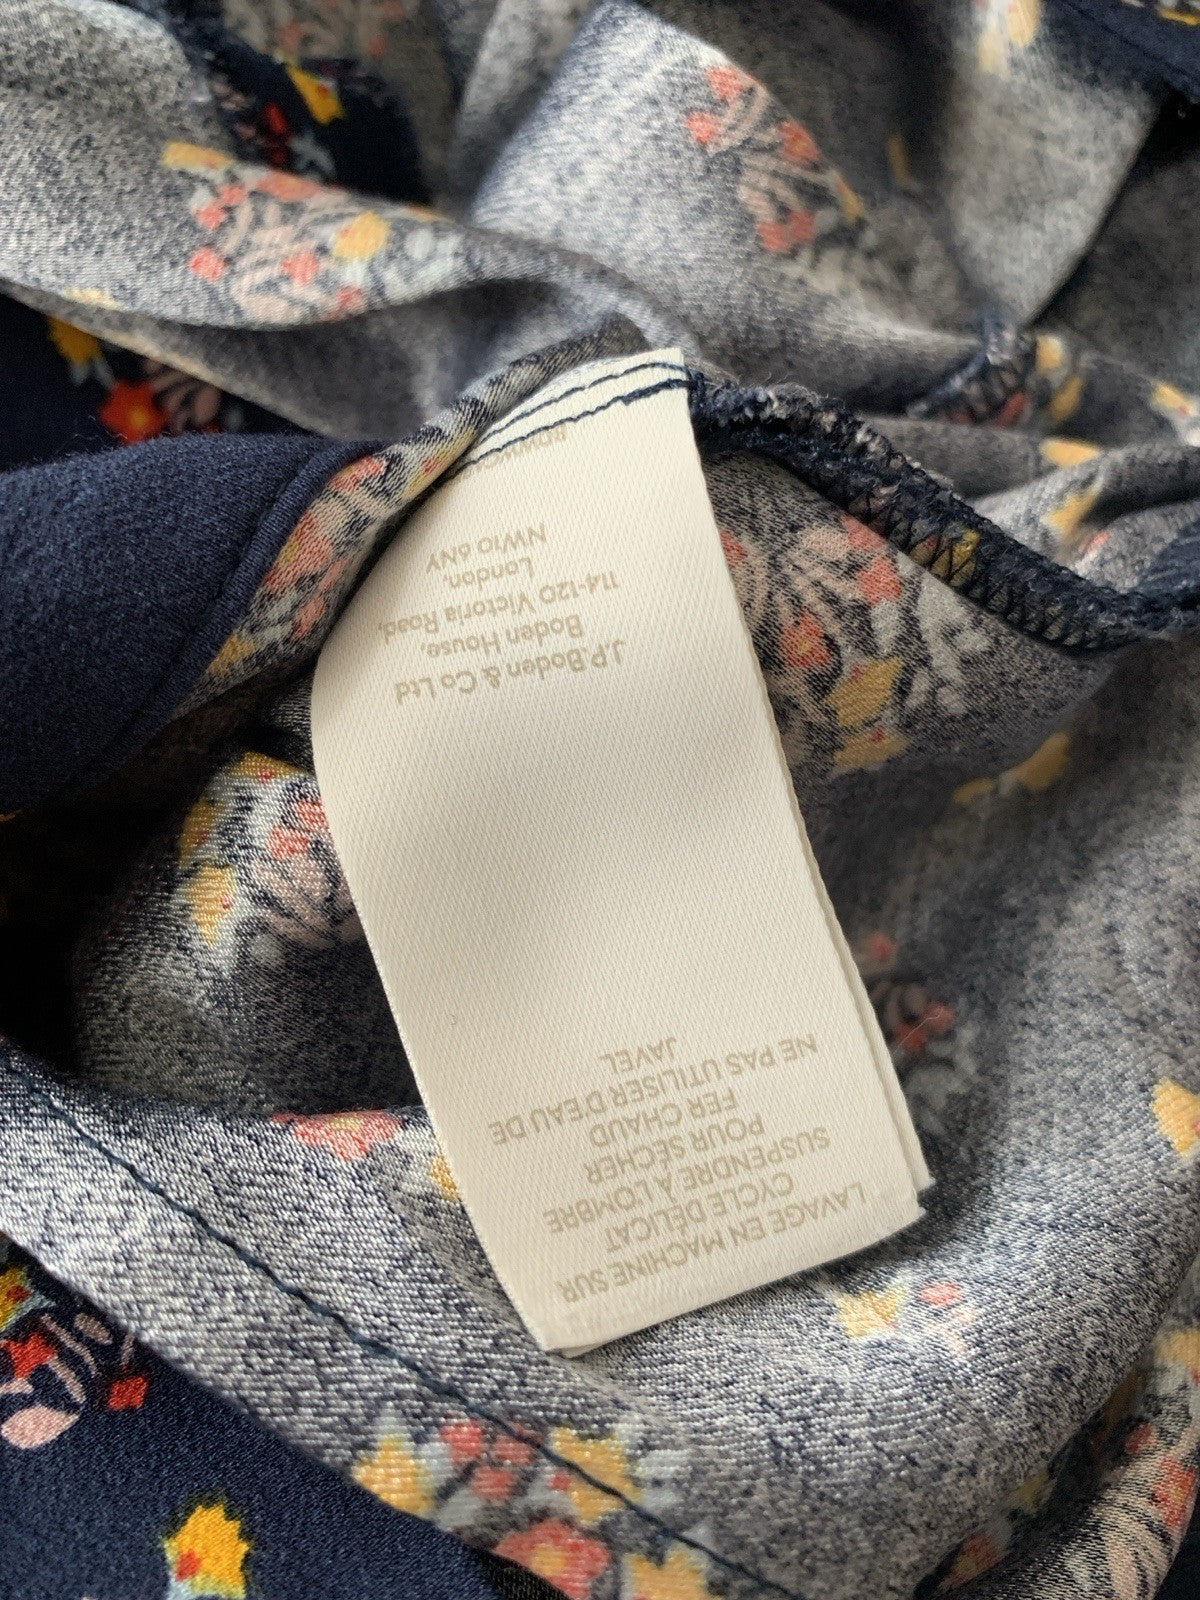 LAVAGE EN MACHINE SUR
CYCLE DÉLICAT
SUSPENDRE À L'OMBRE
POUR SÉCHER
FER CHAUD
NE PAS UTILISER D'EAU DE
JAVEL
J.P.Boden & Co Ltd
Boden House,
114-120 Victoria Road,
London,
NW10 6NY